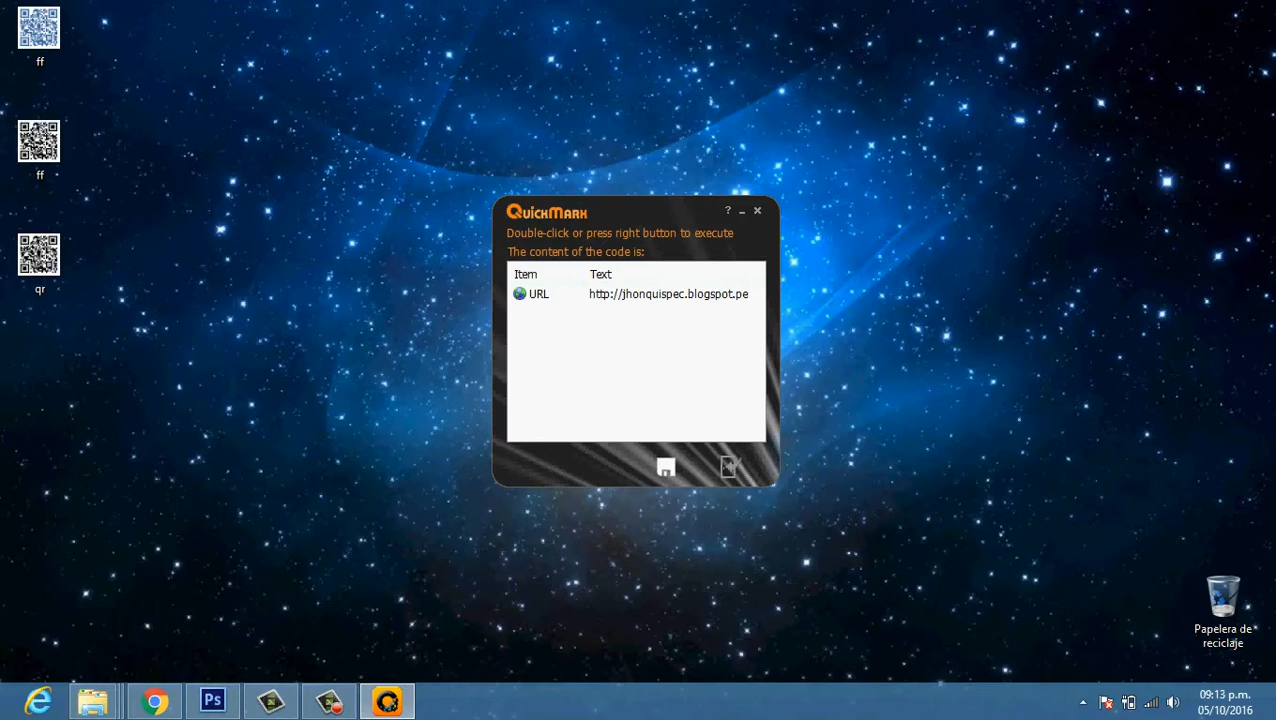 ff
ff
qr
QuickMark
? _ x
Double-click or press right button to execute
The content of the code is:
Item Text
URL http://jhonquispec.blogspot.pe
Papelera de
reciclaje
Ps
09:13 p.m.
05/10/2016